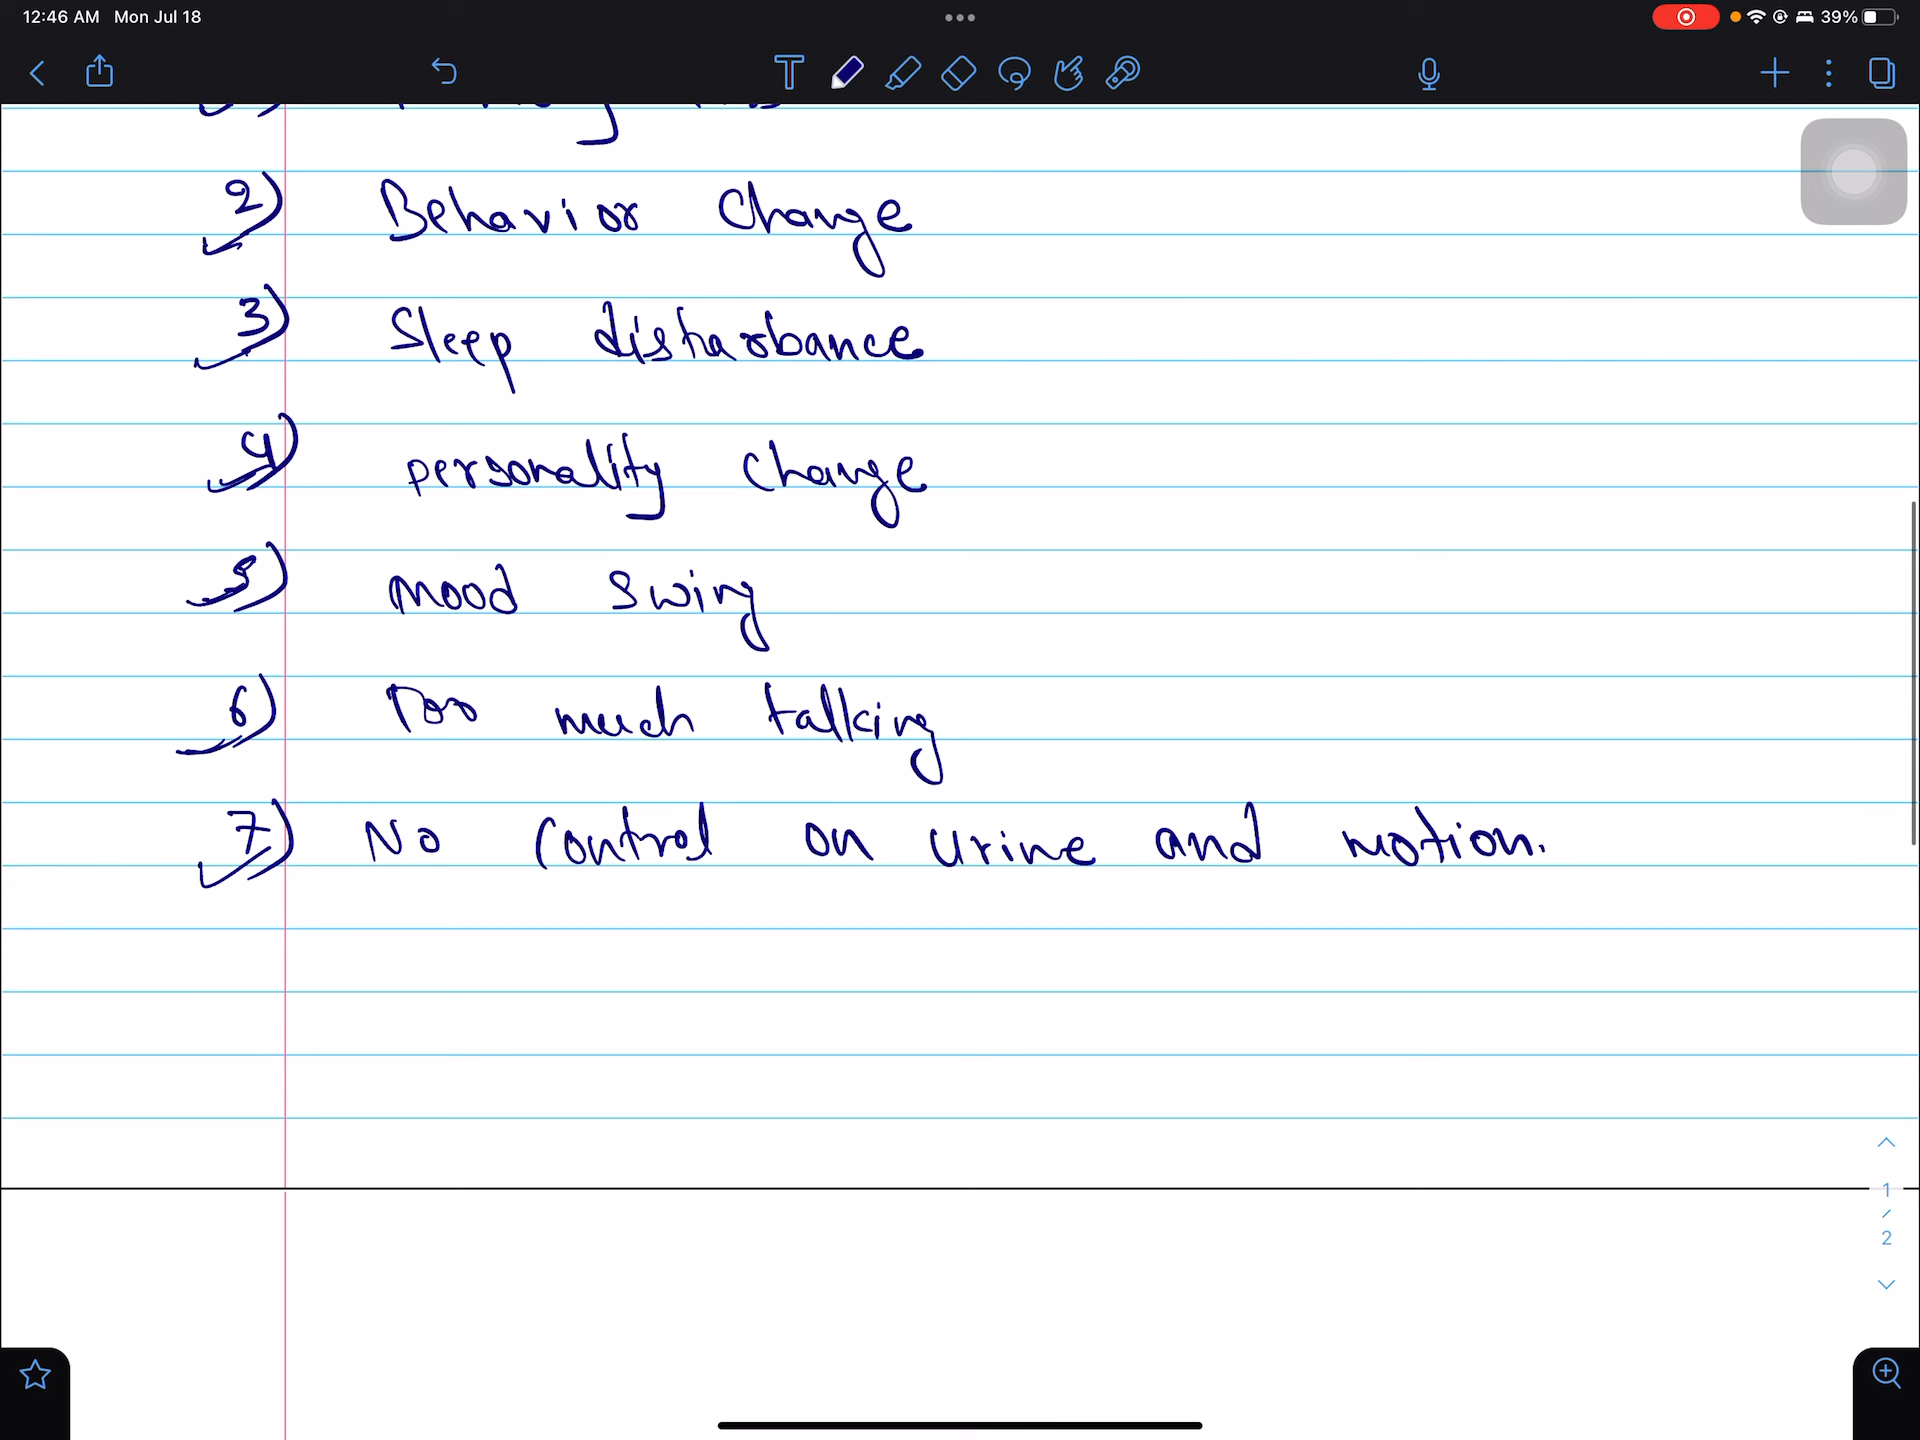 12:46 AM Mon Jul 18
39%
2) Behavior Change
3) Sleep distarbance
4) personality change
5) Mood swing
6) Too much talking
7) No control on urine and motion.
1
/
2